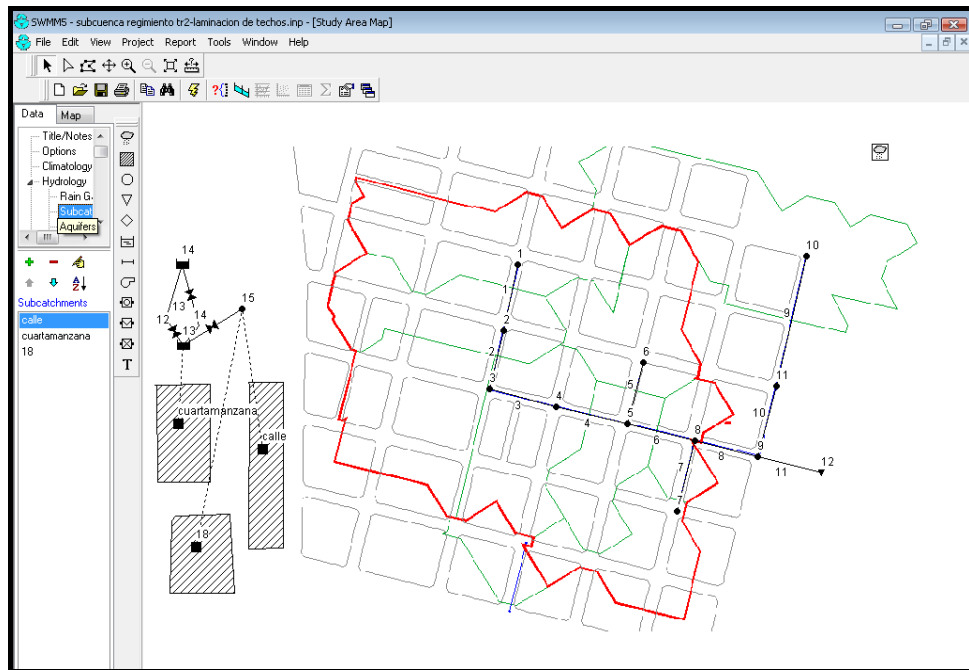 SWMM5 - subcuenca regimiento tr2-laminacion de techos.inp - [Study Area Map]
File Edit View Project Report Tools Window Help
Data Map
Title/Notes
Options
Climatology
Hydrology
Rain G
Subcat
Aquifers
Subcatchments
calle
cuartamanzana
18
T
14
13
14
12
13
15
cuartamanzana
calle
18
1
1
2
2
3
3
4
4
5
5
6
6
7
7
8
8
9
9
10
10
11
11
12